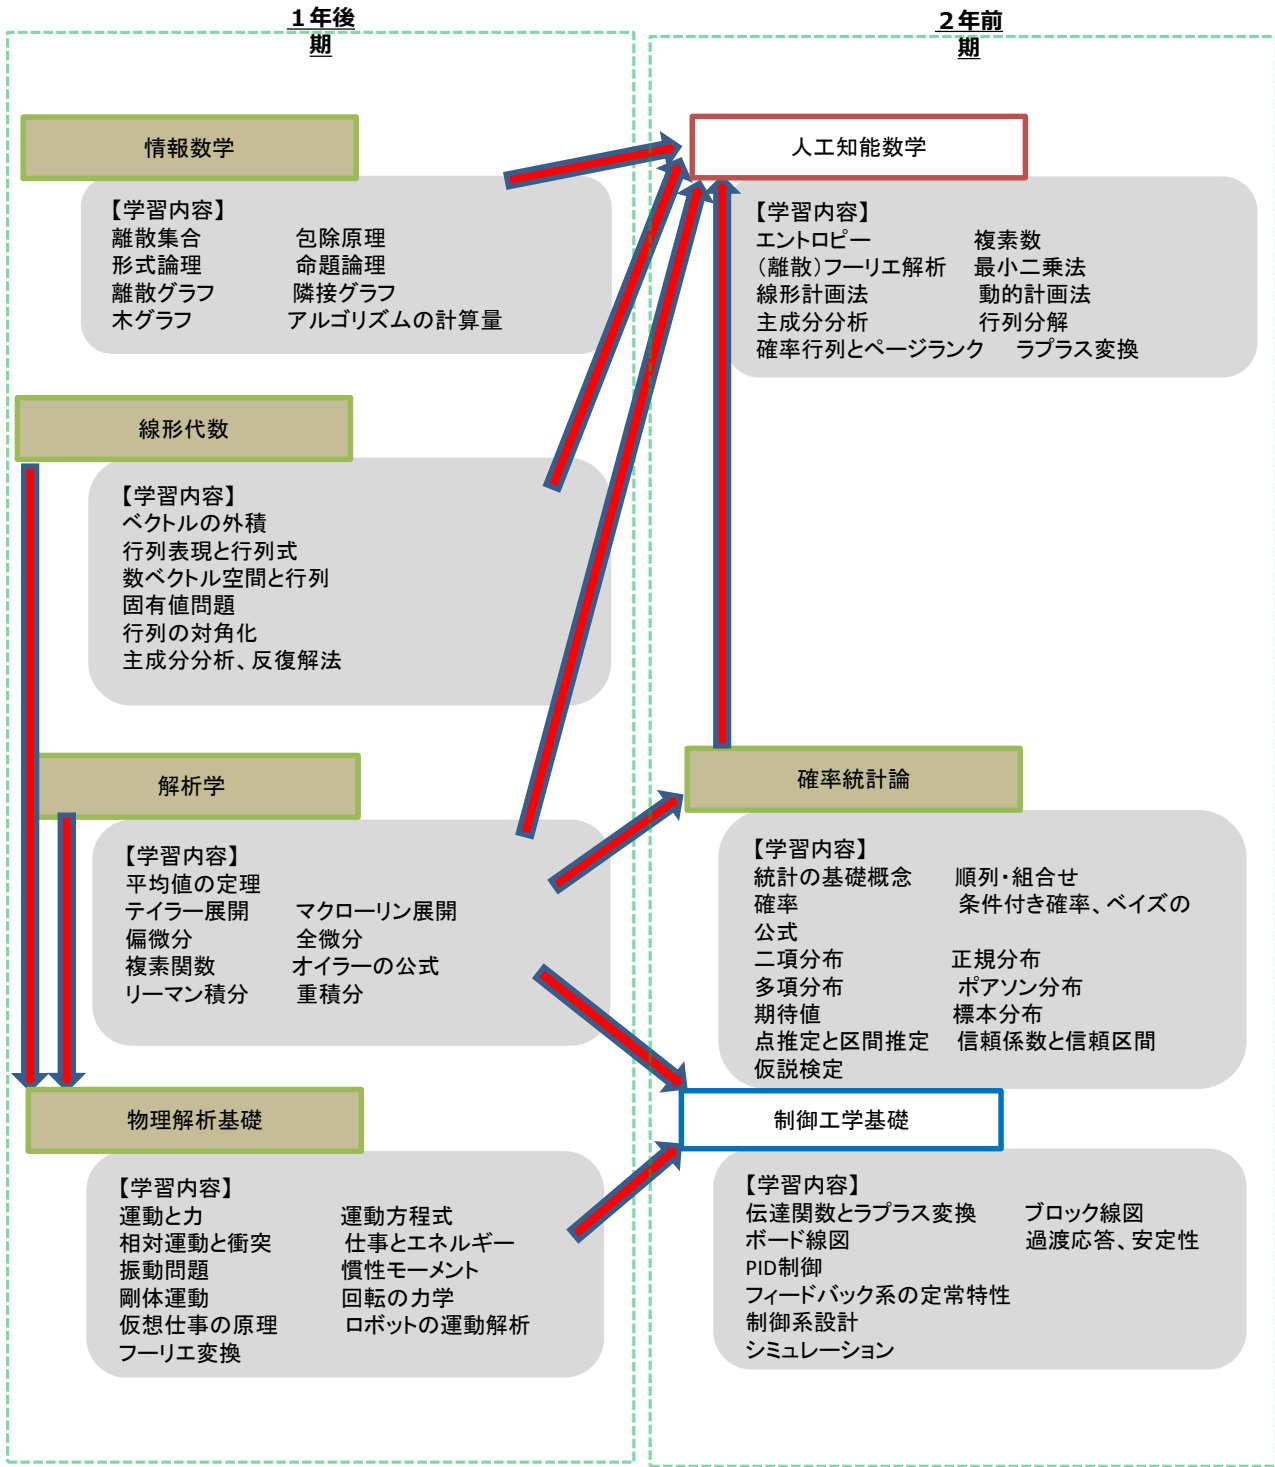 １年後
期
情報数学
【学習内容】
離散集合 包除原理
形式論理 命題論理
離散グラフ 隣接グラフ
木グラフ アルゴリズムの計算量
線形代数
【学習内容】
ベクトルの外積
行列表現と行列式
数ベクトル空間と行列
固有値問題
行列の対角化
主成分分析、反復解法
解析学
【学習内容】
平均値の定理
テイラー展開 マクローリン展開
偏微分 全微分
複素関数 オイラーの公式
リーマン積分 重積分
物理解析基礎
【学習内容】
運動と力 運動方程式
相対運動と衝突 仕事とエネルギー
振動問題 慣性モーメント
剛体運動 回転の力学
仮想仕事の原理 ロボットの運動解析
フーリエ変換
２年前
期
人工知能数学
【学習内容】
エントロピー 複素数
（離散）フーリエ解析 最小二乗法
線形計画法 動的計画法
主成分分析 行列分解
確率行列とページランク ラプラス変換
確率統計論
【学習内容】
統計の基礎概念 順列・組合せ
確率 条件付き確率、ベイズの
公式
二項分布 正規分布
多項分布 ポアソン分布
期待値 標本分布
点推定と区間推定 信頼係数と信頼区間
仮説検定
制御工学基礎
【学習内容】
伝達関数とラプラス変換 ブロック線図
ボード線図 過渡応答、安定性
PID制御
フィードバック系の定常特性
制御系設計
シミュレーション